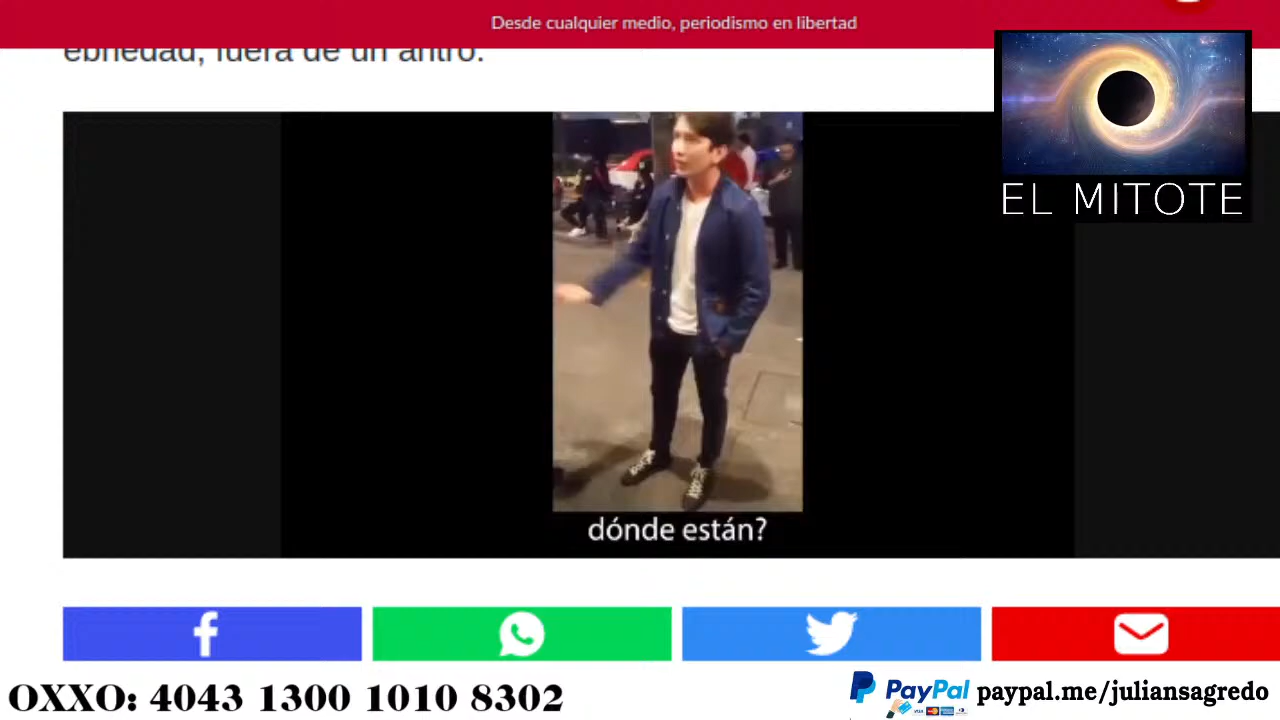 Desde cualquier medio, periodismo en libertad
ebriedad, fuera de un antro.
EL MITOTE
dónde están?
OXXO: 4043 1300 1010 8302
PayPal paypal.me/juliansagredo